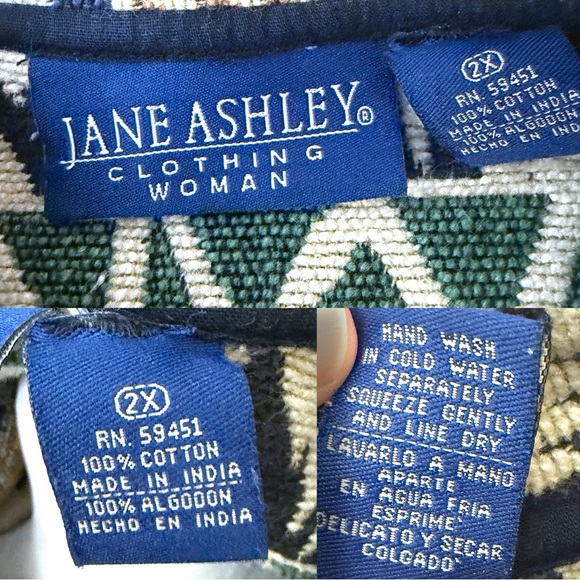 JANE ASHLEY®
CLOTHING
WOMAN
2X
RN. 59451
100% COTTON
MADE IN INDIA
100% ALGODON
HECHO EN IND
2X
RN. 59451
100% COTTON
MADE IN INDIA
100% ALGODON
HECHO EN INDIA
HAND WASH
IN COLD WATER
SEPARATELY
SQUEEZE GENTLY
AND LINE DRY
LAVARLO A MANO
APARTE
EN AGUA FRIA
ESPRIME'
DELICATO Y SECAR
COLGADO'